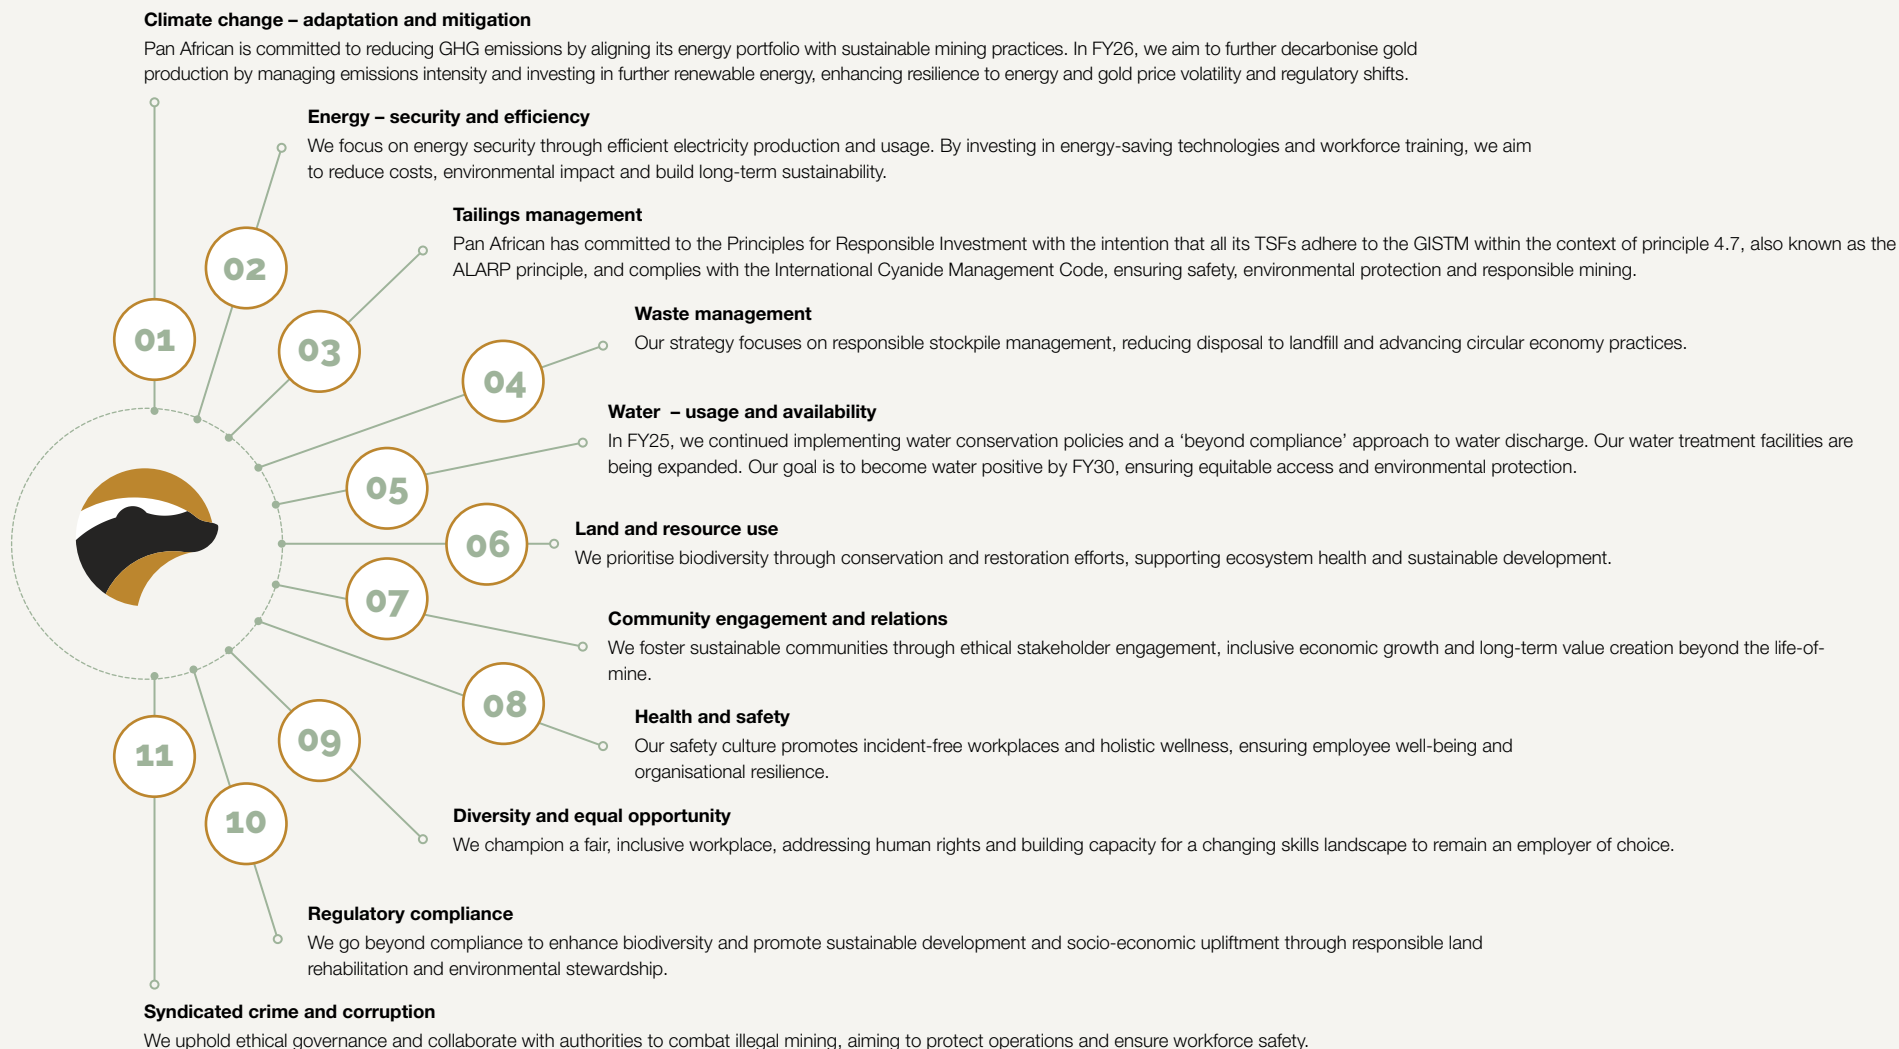 Climate change – adaptation and mitigation
Pan African is committed to reducing GHG emissions by aligning its energy portfolio with sustainable mining practices. In FY26, we aim to further decarbonise gold
production by managing emissions intensity and investing in further renewable energy, enhancing resilience to energy and gold price volatility and regulatory shifts.
01
Energy – security and efficiency
We focus on energy security through efficient electricity production and usage. By investing in energy-saving technologies and workforce training, we aim
to reduce costs, environmental impact and build long-term sustainability.
02
Tailings management
Pan African has committed to the Principles for Responsible Investment with the intention that all its TSFs adhere to the GISTM within the context of principle 4.7, also known as the
ALARP principle, and complies with the International Cyanide Management Code, ensuring safety, environmental protection and responsible mining.
03
Waste management
Our strategy focuses on responsible stockpile management, reducing disposal to landfill and advancing circular economy practices.
04
Water  – usage and availability
In FY25, we continued implementing water conservation policies and a ‘beyond compliance’ approach to water discharge. Our water treatment facilities are
being expanded. Our goal is to become water positive by FY30, ensuring equitable access and environmental protection.
05
Land and resource use
We prioritise biodiversity through conservation and restoration efforts, supporting ecosystem health and sustainable development.
06
Community engagement and relations
We foster sustainable communities through ethical stakeholder engagement, inclusive economic growth and long-term value creation beyond the life-of-
mine.
07
Health and safety
Our safety culture promotes incident-free workplaces and holistic wellness, ensuring employee well-being and
organisational resilience.
08
Diversity and equal opportunity
We champion a fair, inclusive workplace, addressing human rights and building capacity for a changing skills landscape to remain an employer of choice.
09
Regulatory compliance
We go beyond compliance to enhance biodiversity and promote sustainable development and socio-economic upliftment through responsible land
rehabilitation and environmental stewardship.
10
Syndicated crime and corruption
We uphold ethical governance and collaborate with authorities to combat illegal mining, aiming to protect operations and ensure workforce safety.
11